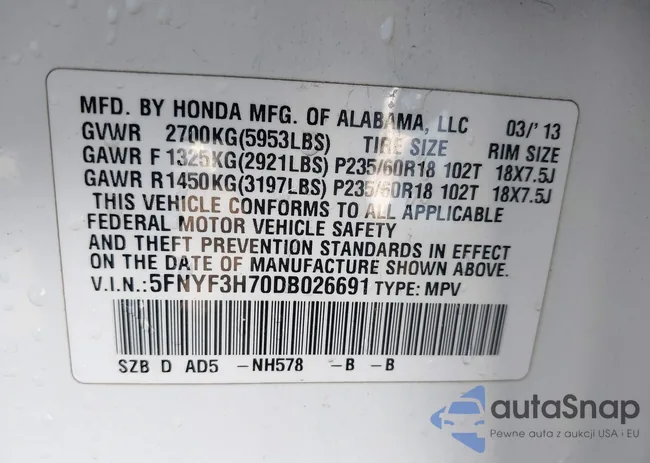 MFD. BY HONDA MFG. OF ALABAMA, LLC 03/'13
GVWR 2700KG(5953LBS) TIRE SIZE RIM SIZE
GAWR F1325KG(2921LBS) P235/60R18 102T 18X7.5J
GAWR R1450KG(3197LBS) P235/60R18 102T 18X7.5J
THIS VEHICLE CONFORMS TO ALL APPLICABLE
FEDERAL MOTOR VEHICLE SAFETY
AND THEFT PREVENTION STANDARDS IN EFFECT
ON THE DATE OF MANUFACTURE SHOWN ABOVE.
V.I.N.:5FNYF3H70DB026691 TYPE: MPV
SZB D AD5 -NH578 -B -B
autaSnap
Pewne auta z aukcji USA i EU